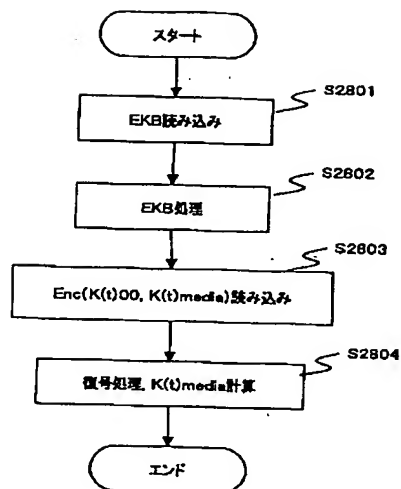 スタート
S2801
EKB読み込み
S2802
EKB処理
S2803
Enc(K(t)00, K(t)media)読み込み
S2804
復号処理, K(t)media計算
エンド